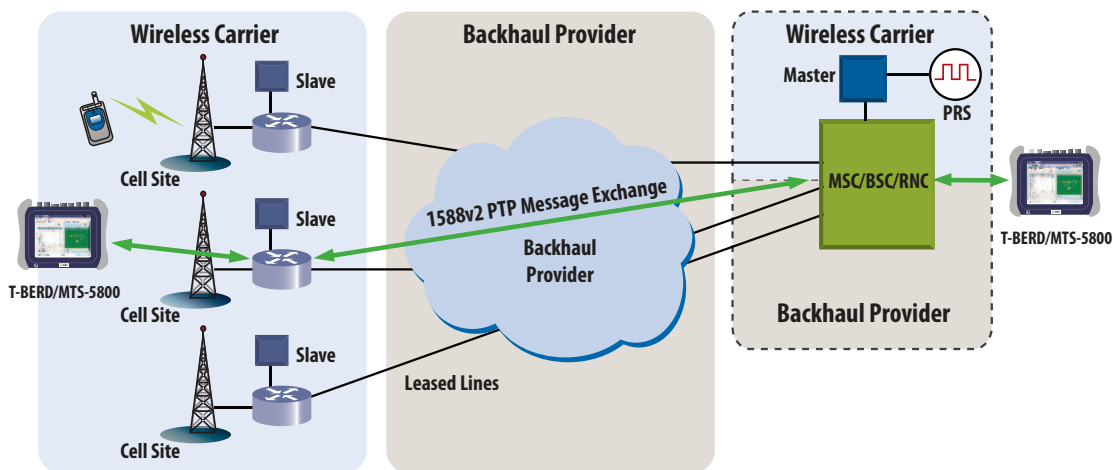 Wireless Carrier
Backhaul Provider
Wireless Carrier
Slave
Master
PRS
Cell Site
MSC/BSC/RNC
1588v2 PTP Message Exchange
Slave
Backhaul
Provider
T-BERD/MTS-5800
T-BERD/MTS-5800
Cell Site
Backhaul Provider
Slave
Leased Lines
Cell Site